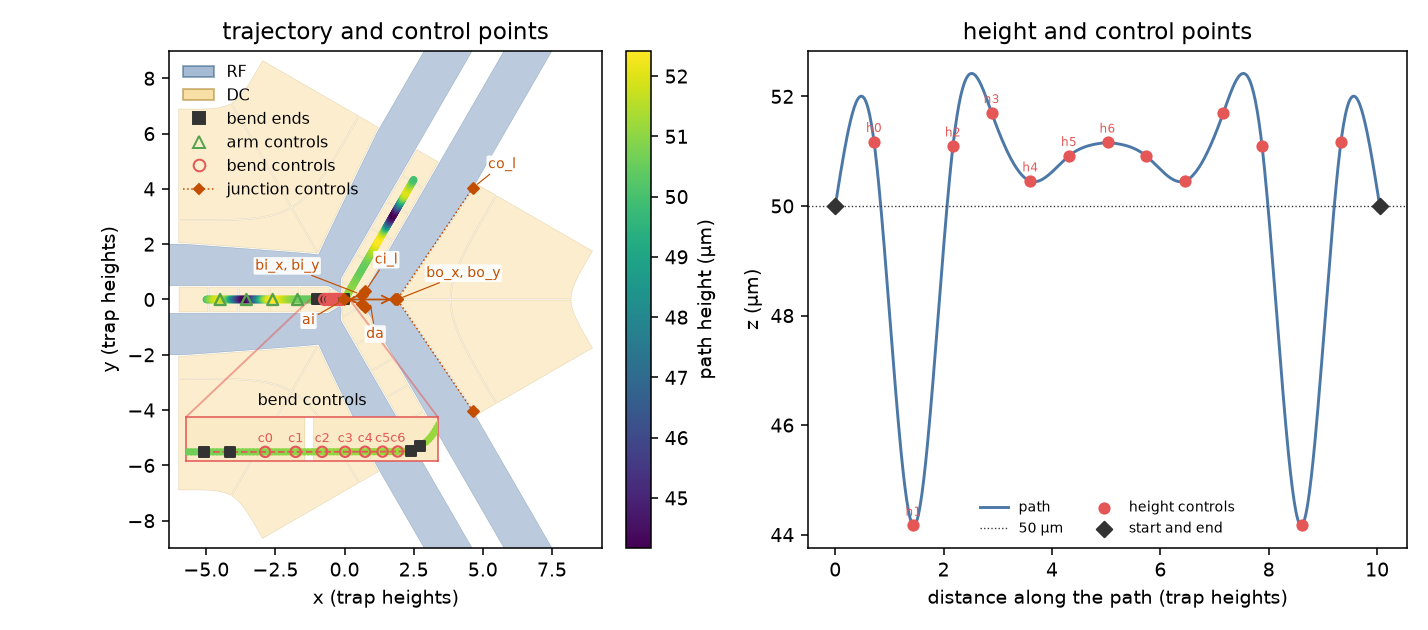 trajectory and control points
RF
DC
bend ends
arm controls
bend controls
junction controls
co_l
bi_x, bi_y
ci_l
bo_x, bo_y
ai
da
bend controls
c0 c1 c2 c3 c4 c5 c6
8
6
4
2
0
−2
−4
−6
−8
y (trap heights)
−5.0 −2.5 0.0 2.5 5.0 7.5
x (trap heights)
52
51
50
49
48
47
46
45
path height (μm)
height and control points
h0
h1
h2
h3
h4
h5
h6
52
50
48
46
44
z (μm)
path
50 μm
height controls
start and end
0 2 4 6 8 10
distance along the path (trap heights)